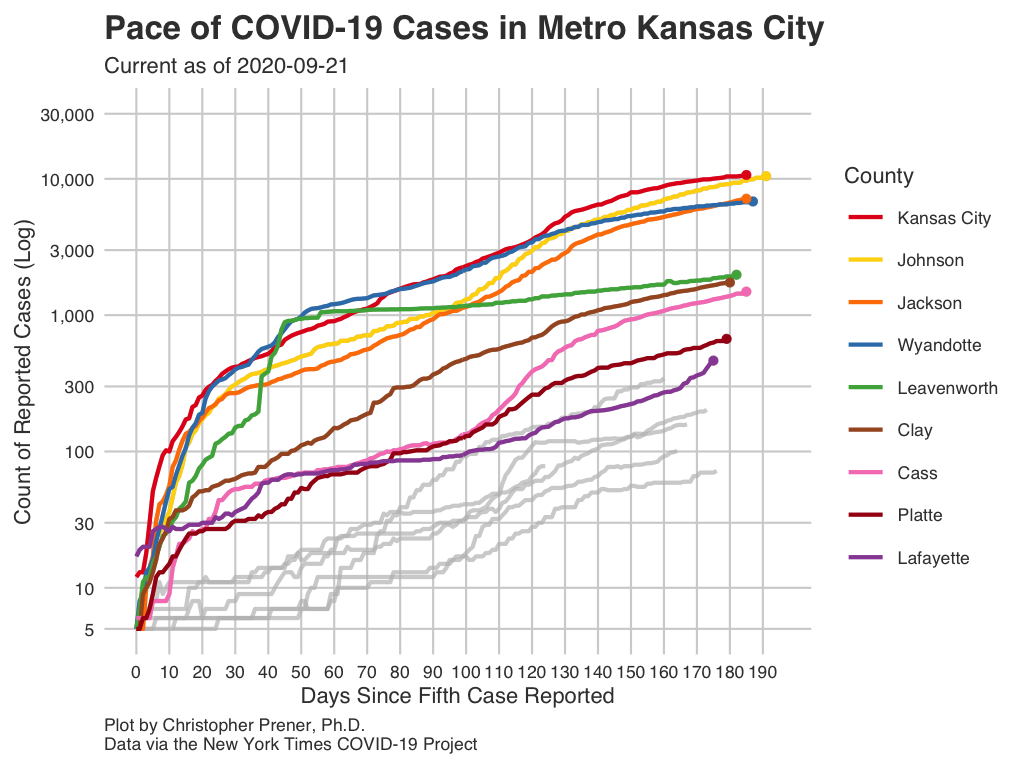 Pace of COVID-19 Cases in Metro Kansas City
Current as of 2020-09-21
Count of Reported Cases (Log)
30,000
10,000
3,000
1,000
300
100
30
10
5
0 10 20 30 40 50 60 70 80 90 100 110 120 130 140 150 160 170 180 190
Days Since Fifth Case Reported
County
Kansas City
Johnson
Jackson
Wyandotte
Leavenworth
Clay
Cass
Platte
Lafayette
Plot by Christopher Prener, Ph.D.
Data via the New York Times COVID-19 Project